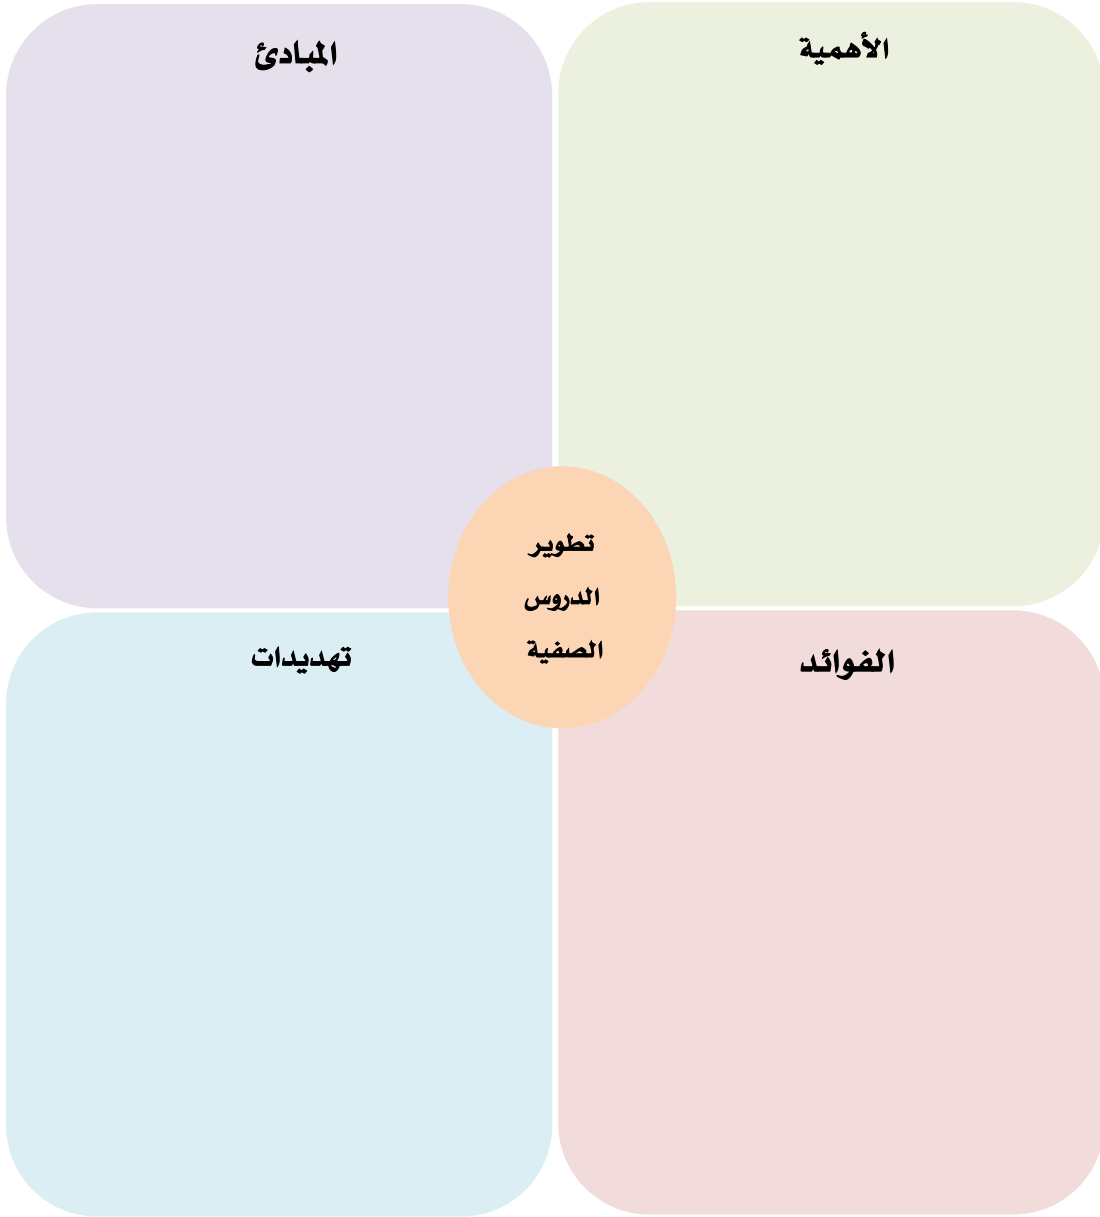 الأهمية
المبادئ
تطوير
الدروس
الصفية
الفوائد
تهديدات